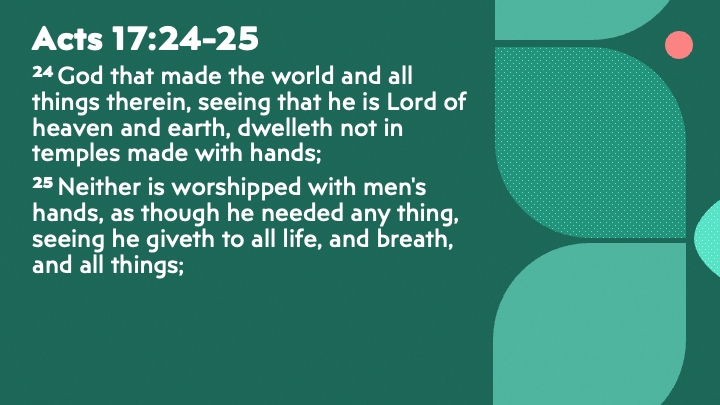 Acts 17:24-25
24 God that made the world and all
things therein, seeing that he is Lord of
heaven and earth, dwelleth not in
temples made with hands;
25 Neither is worshipped with men's
hands, as though he needed any thing,
seeing he giveth to all life, and breath,
and all things;